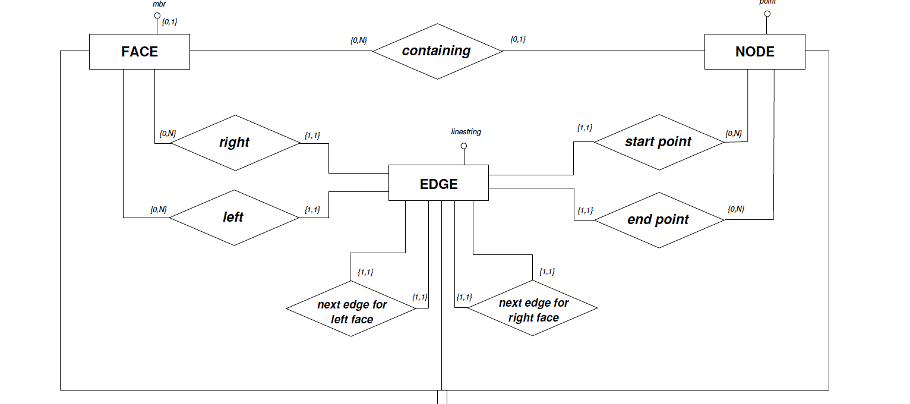 mbr
{0,1}
point
FACE
{0,N}
containing
{0,1}
NODE
{0,N}
right
{1,1}
linestring
{1,1}
start point
{0,N}
EDGE
{0,N}
left
{1,1}
{1,1}
end point
{0,N}
{1,1}
{1,1}
next edge for
left face
{1,1}
{1,1}
next edge for
right face